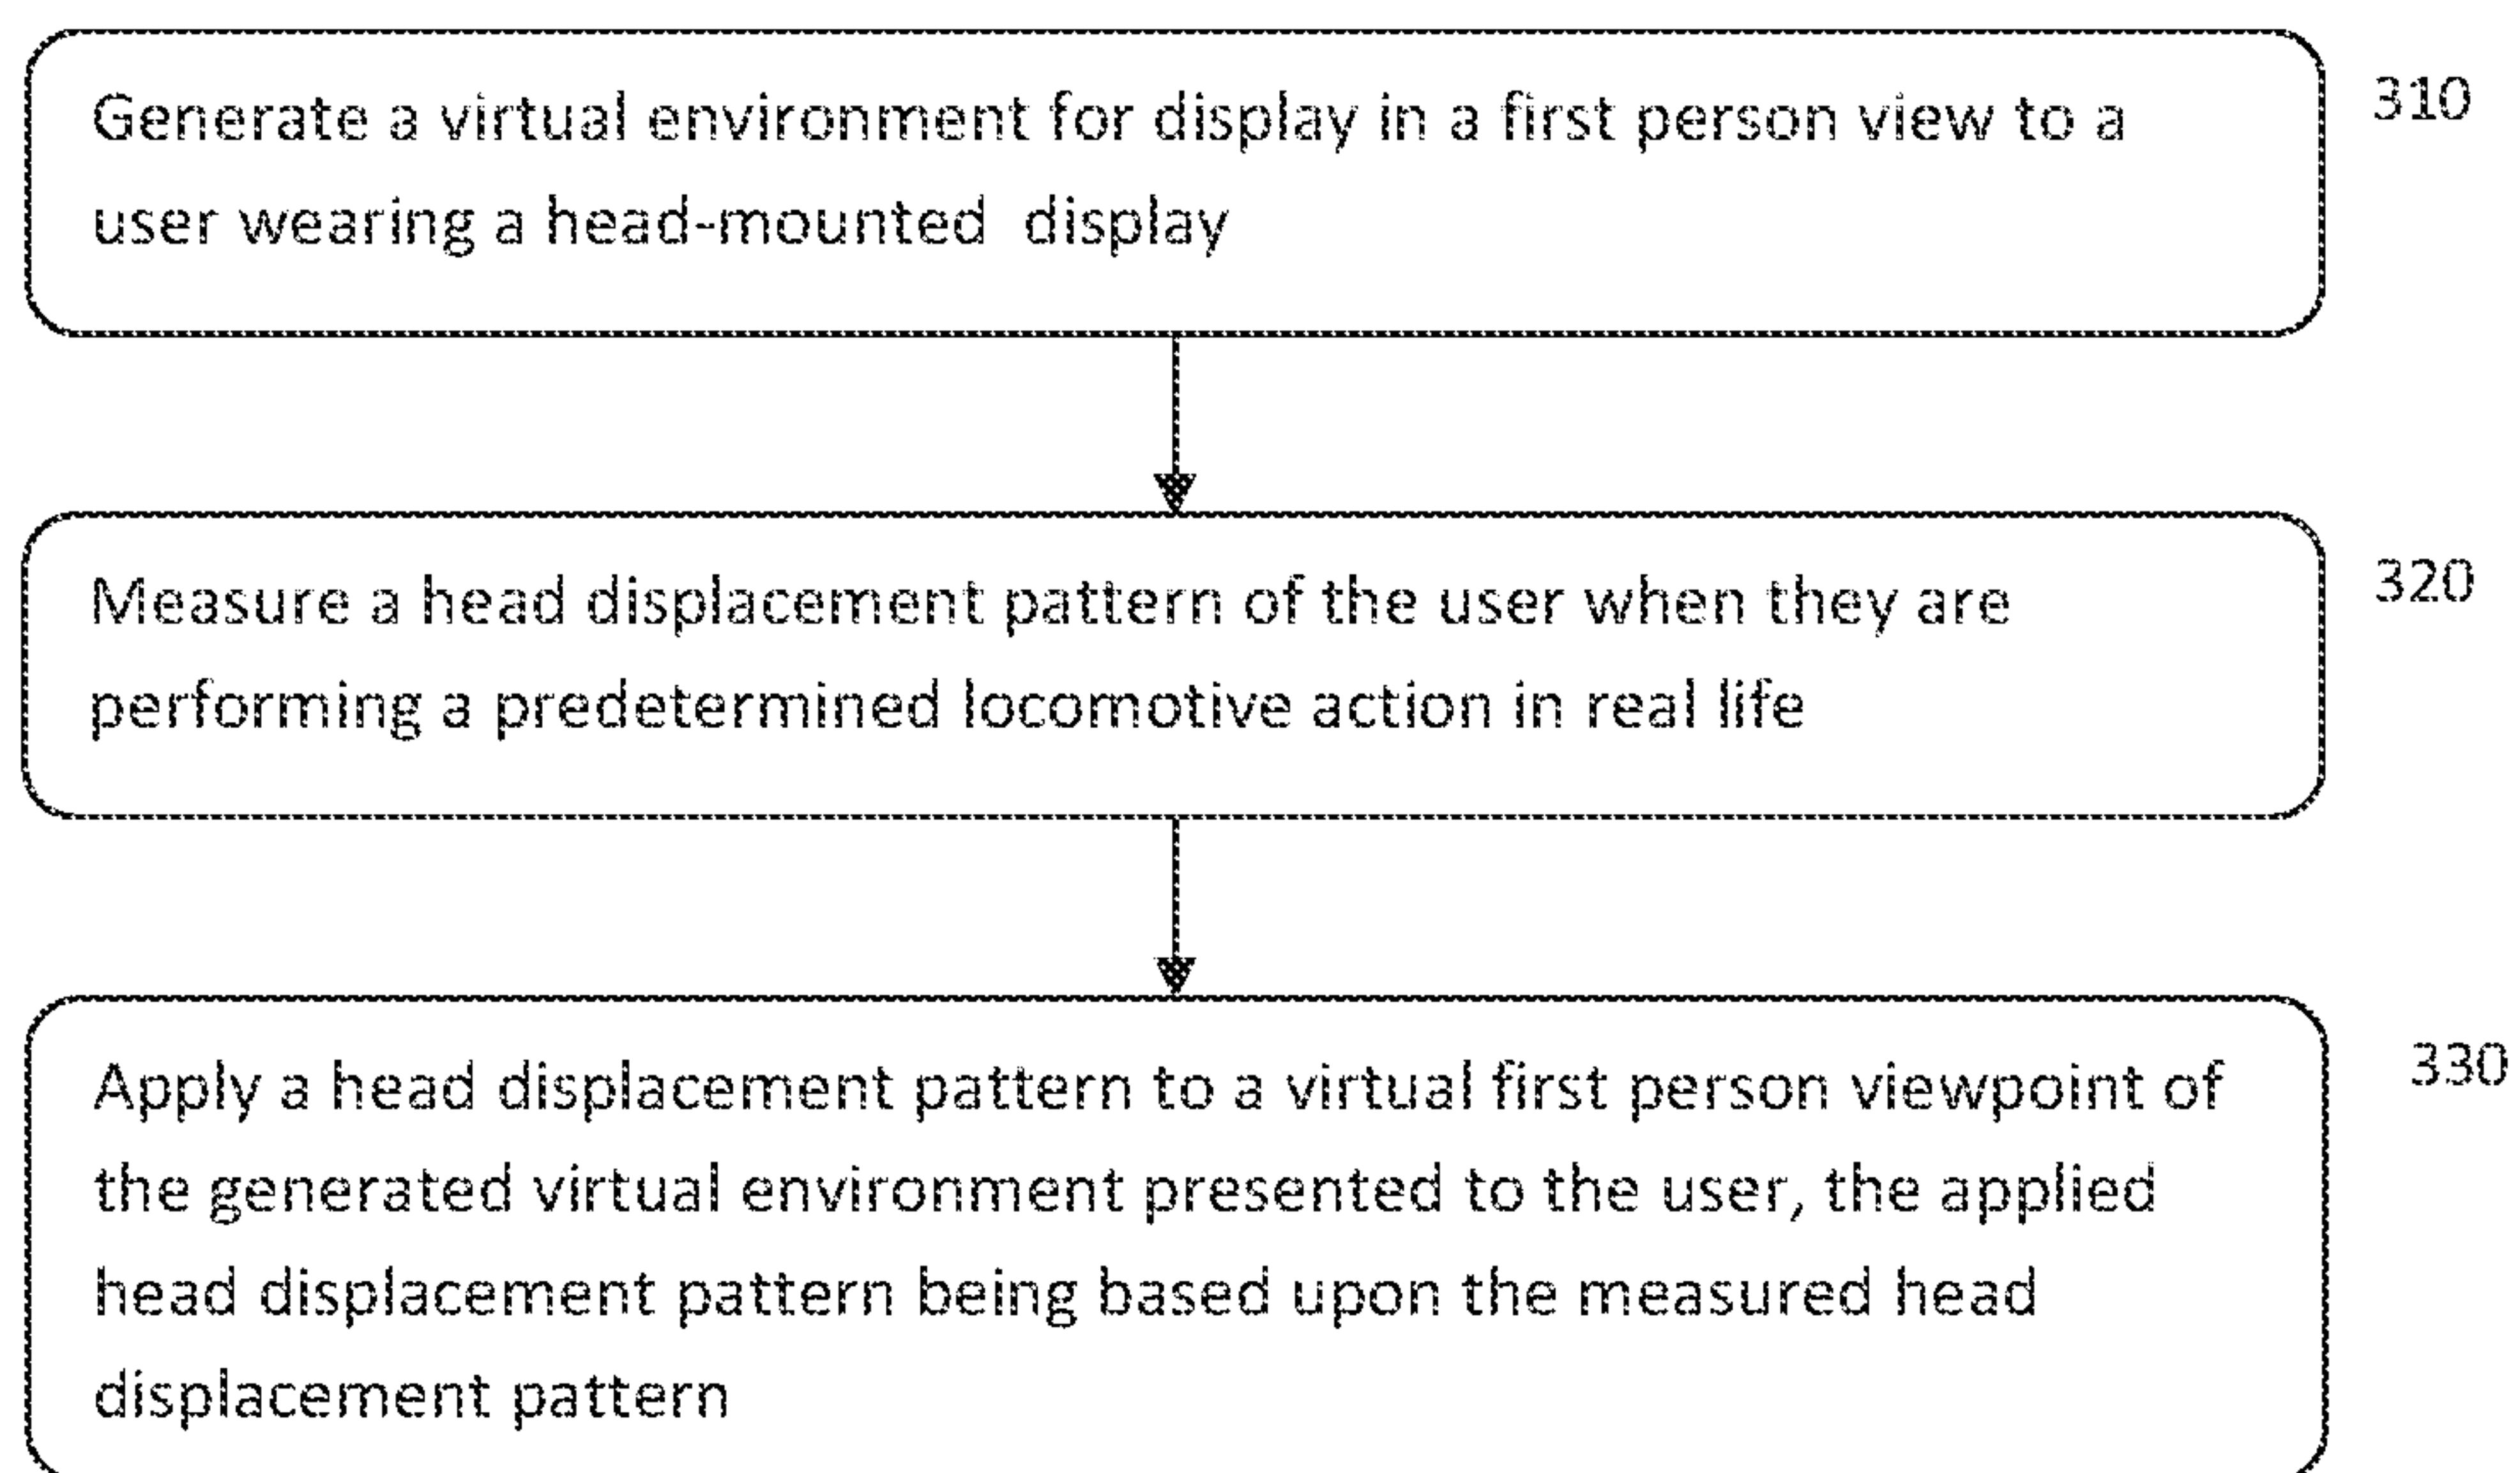 Generate a virtual environment for display in a first person view to a
310
user wearing a head-mounted display
Measure a head displacement pattern of the user when they are
320
performing a predetermined locomotive action in real life
Apply a head displacement pattern to a virtual first person viewpoint of
330
the generated virtual environment presented to the user, the applied
head displacement pattern being based upon the measured head
displacement pattern